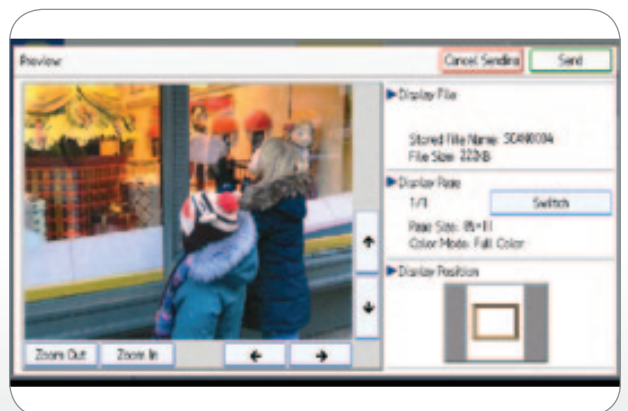 Preview
Cancel Sending
Send
Display File
Stored File Name: SCAN0004
File Size: 222KB
Display Page
1/1
Switch
Page Size: 8½×11
Color Mode: Full Color
Display Position
Zoom Out
Zoom In